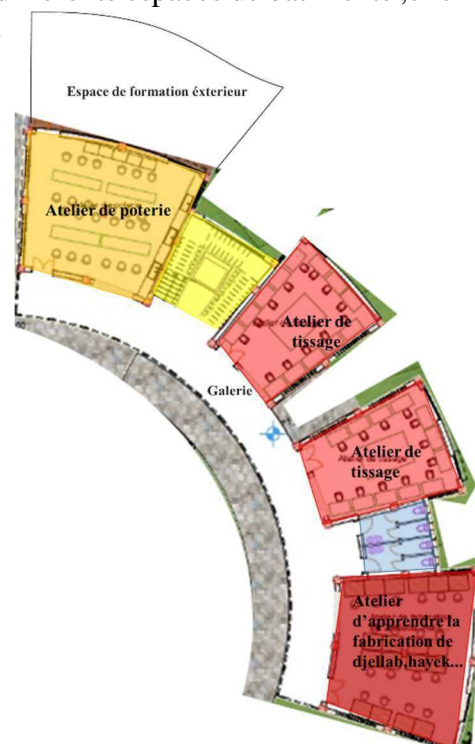 Espace de formation éxterieur
Atelier de poterie
Atelier de
tissage
Galerie
Atelier de
tissage
Atelier
d'apprendre la
fabrication de
djellab,hayek...